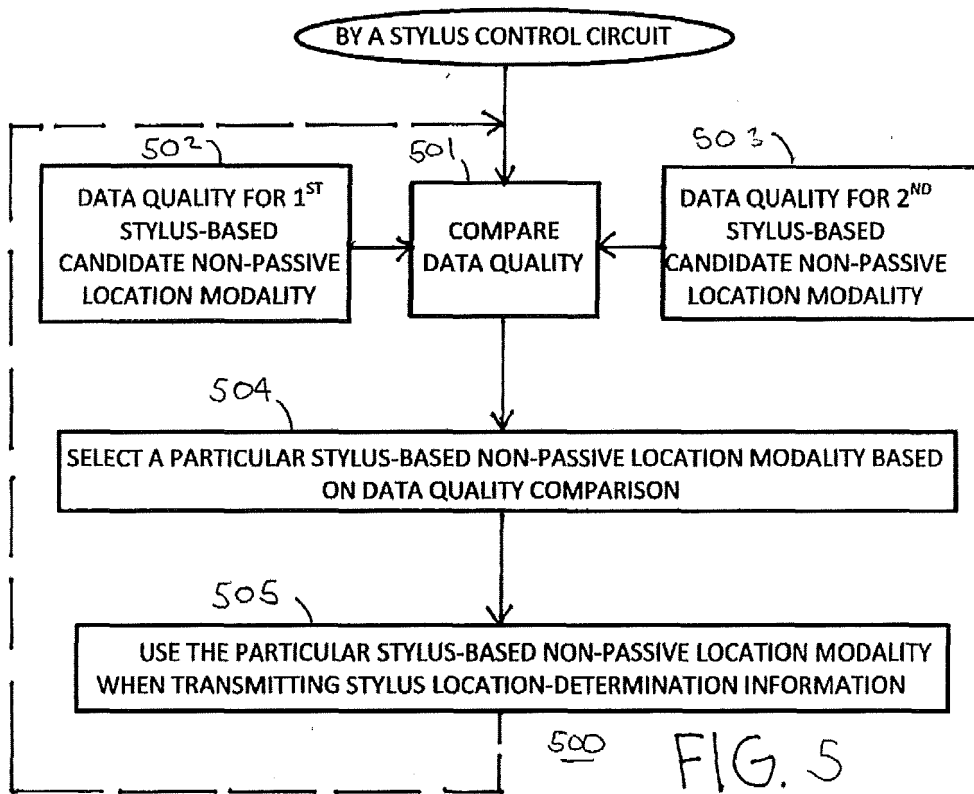 BY A STYLUS CONTROL CIRCUIT
502
501
503
DATA QUALITY FOR 1ST
STYLUS-BASED
CANDIDATE NON-PASSIVE
LOCATION MODALITY
COMPARE
DATA QUALITY
DATA QUALITY FOR 2ND
STYLUS-BASED
CANDIDATE NON-PASSIVE
LOCATION MODALITY
504
SELECT A PARTICULAR STYLUS-BASED NON-PASSIVE LOCATION MODALITY BASED
ON DATA QUALITY COMPARISON
505
USE THE PARTICULAR STYLUS-BASED NON-PASSIVE LOCATION MODALITY
WHEN TRANSMITTING STYLUS LOCATION-DETERMINATION INFORMATION
500
FIG. 5